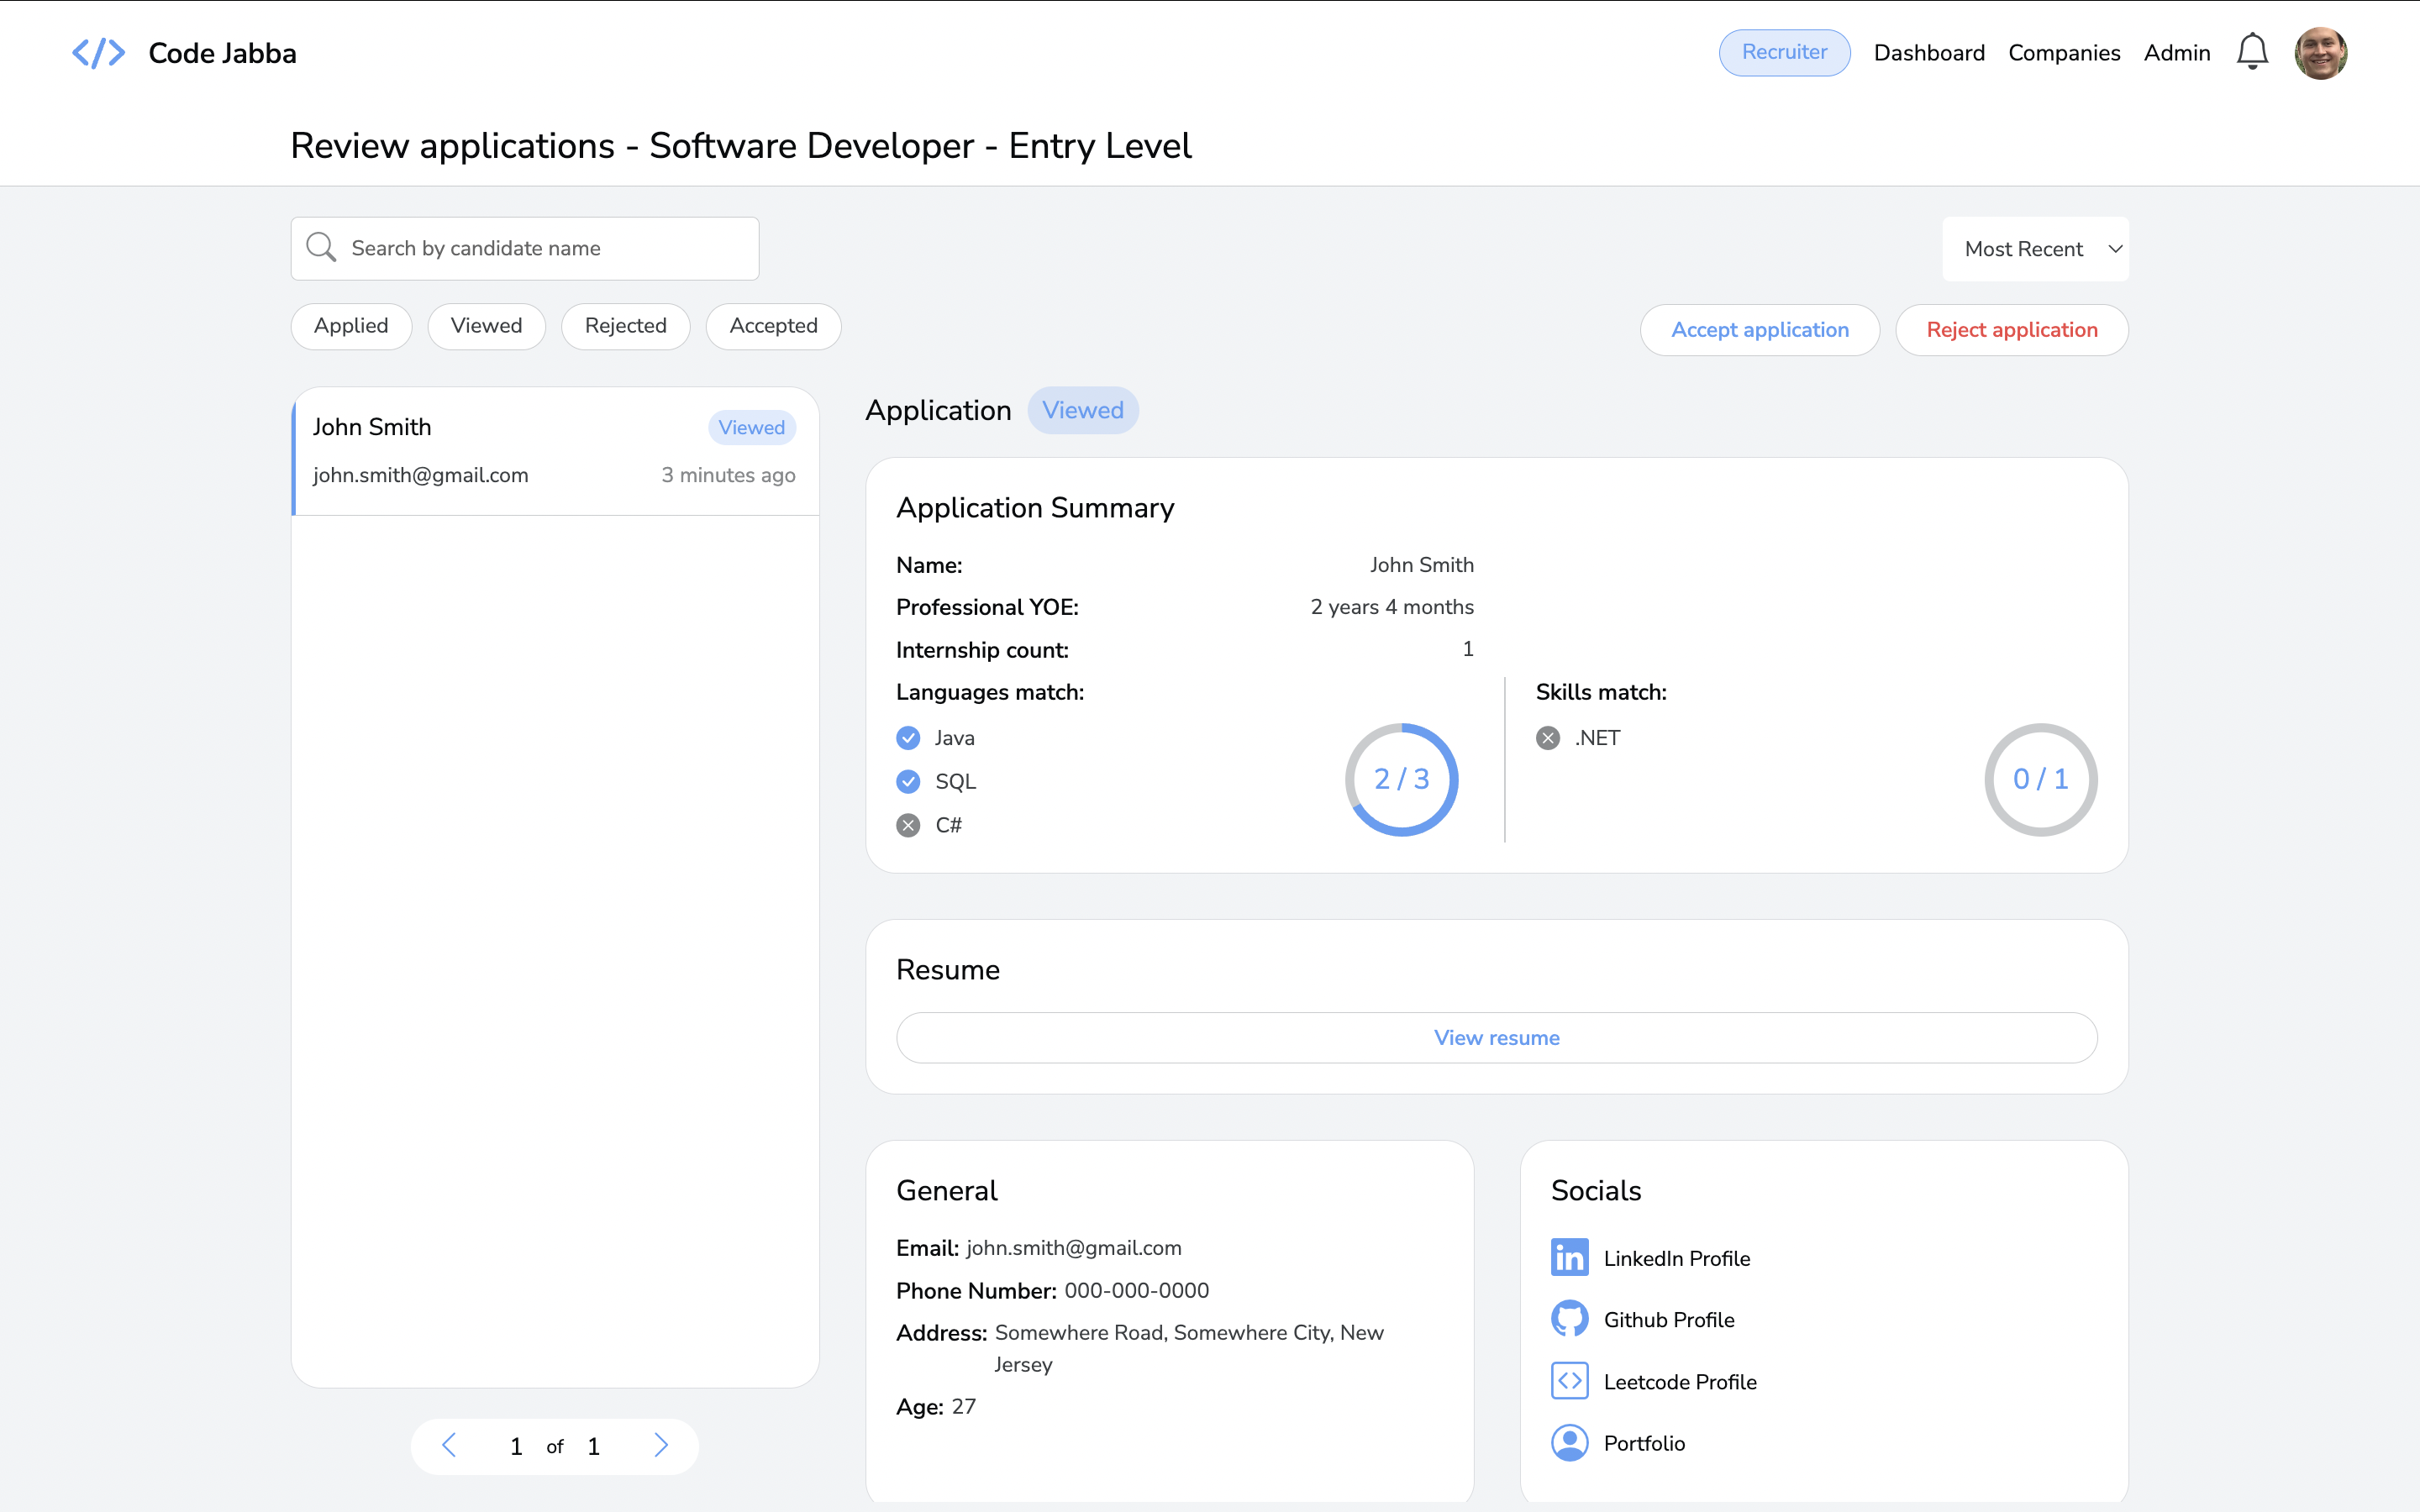 Code Jabba
Recruiter Dashboard Companies Admin
Review applications - Software Developer - Entry Level
Search by candidate name
Most Recent
Applied Viewed Rejected Accepted
Accept application Reject application
John Smith Viewed
john.smith@gmail.com 3 minutes ago
1 of 1
Application Viewed
Application Summary
Name: John Smith
Professional YOE: 2 years 4 months
Internship count: 1
Languages match:
Java
SQL
C#
2 / 3
Skills match:
.NET
0 / 1
Resume
View resume
General
Email: john.smith@gmail.com
Phone Number: 000-000-0000
Address: Somewhere Road, Somewhere City, New
Jersey
Age: 27
Socials
in LinkedIn Profile
Github Profile
Leetcode Profile
Portfolio